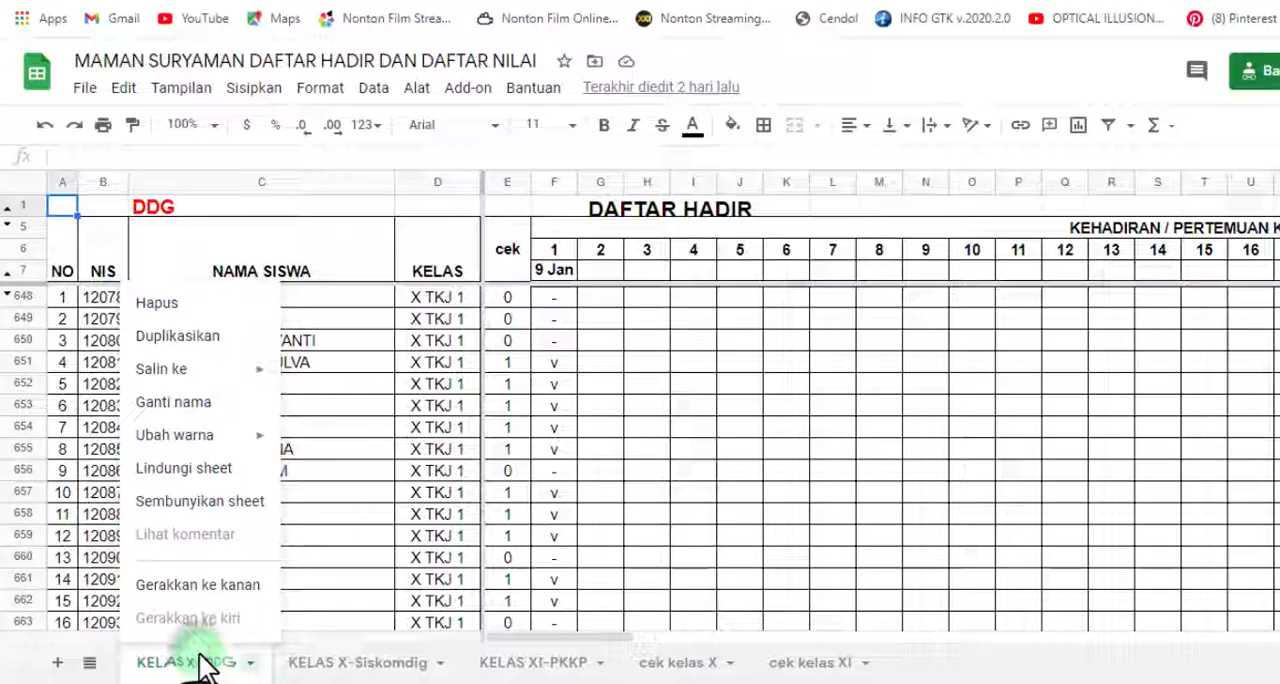 Apps Gmail YouTube Maps Nonton Film Strea... Nonton Film Online... Nonton Streaming... Cendol INFO GTK v.2020.2.0 OPTICAL ILLUSION... (8) Pinterest
MAMAN SURYAMAN DAFTAR HADIR DAN DAFTAR NILAI
File Edit Tampilan Sisipkan Format Data Alat Add-on Bantuan Terakhir diedit 2 hari lalu
100% $ % .0 .00 123 Arial 11 B I S A Σ
fx
A B C D E F G H I J K L M N O P Q R S T U
1 DDG DAFTAR HADIR
5 KEHADIRAN / PERTEMUAN K
6 cek 1 2 3 4 5 6 7 8 9 10 11 12 13 14 15 16
7 NO NIS NAMA SISWA KELAS 9 Jan
648 1 12078 X TKJ 1 0 -
649 2 12079 X TKJ 1 0 -
650 3 12080 YANTI X TKJ 1 0 -
651 4 12081 JLVA X TKJ 1 1 v
652 5 12082 X TKJ 1 1 v
653 6 12083 X TKJ 1 1 v
654 7 12084 X TKJ 1 1 v
655 8 12085 NA X TKJ 1 1 v
656 9 12086 X TKJ 1 0 -
657 10 12087 X TKJ 1 1 v
658 11 12088 X TKJ 1 1 v
659 12 12089 X TKJ 1 1 v
660 13 12090 X TKJ 1 0 -
661 14 12091 X TKJ 1 1 v
662 15 12092 X TKJ 1 1 v
663 16 12093 X TKJ 1 0 -
Hapus
Duplikasikan
Salin ke
Ganti nama
Ubah warna
Lindungi sheet
Sembunyikan sheet
Lihat komentar
Gerakkan ke kanan
Gerakkan ke kiri
KELAS KELAS X-Siskomdig KELAS XI-PKKP cek kelas X cek kelas XI